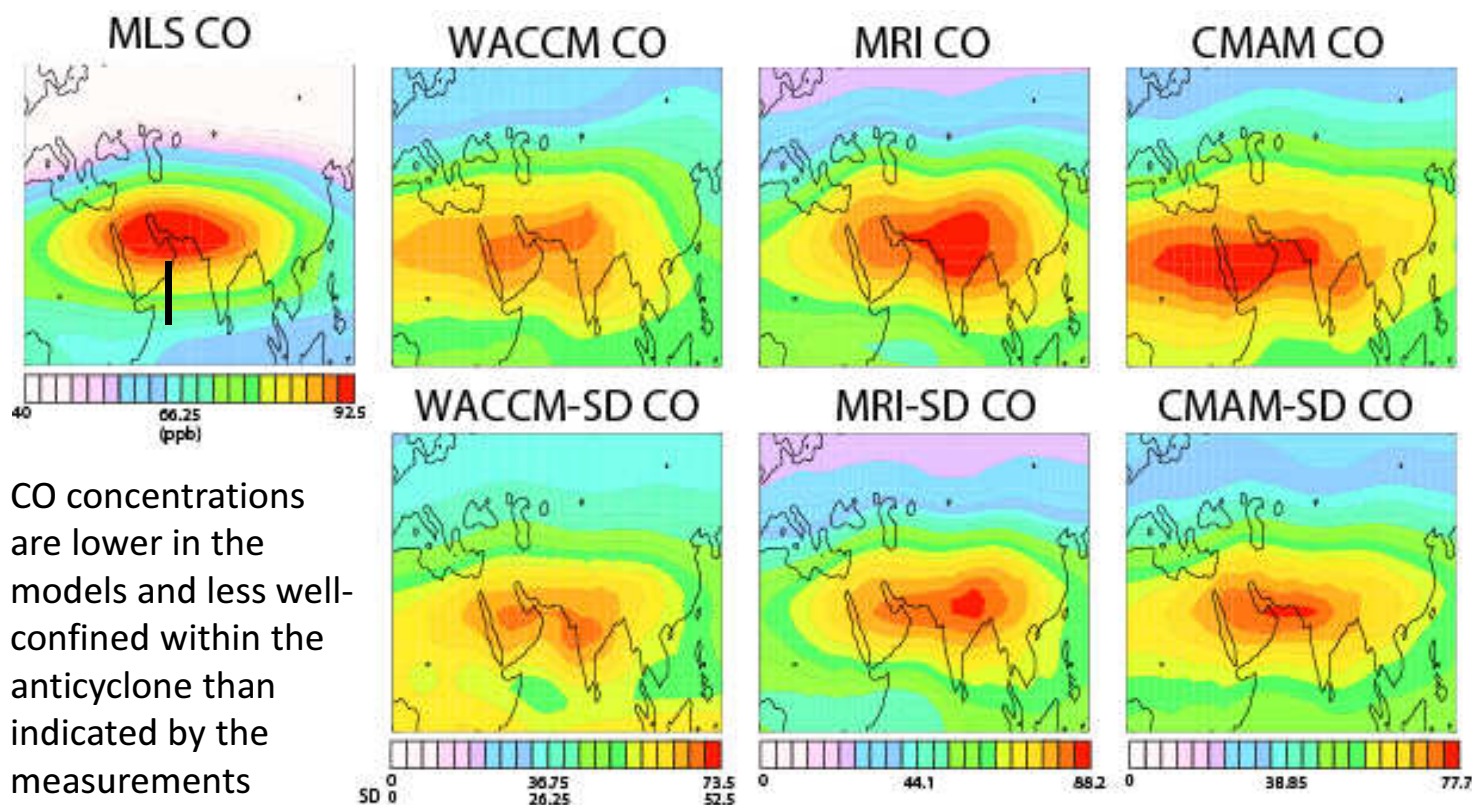 MLS CO
WACCM CO
MRI CO
CMAM CO
40 66.25 92.5
(ppb)
WACCM-SD CO
MRI-SD CO
CMAM-SD CO
CO concentrations
are lower in the
models and less well-
confined within the
anticyclone than
indicated by the
measurements
0 36.75 73.5
SD 0 26.25 52.5
0 44.1 88.2
0 38.85 77.7